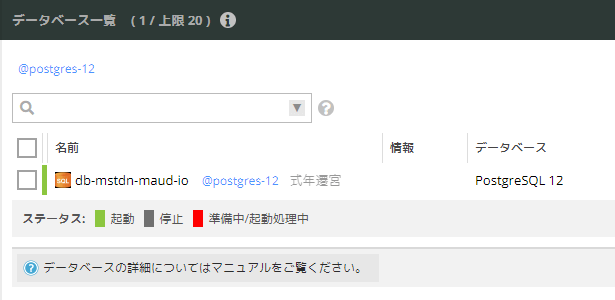 データベース一覧 ( 1 / 上限 20 )
@postgres-12
名前 情報 データベース
db-mstdn-maud-io @postgres-12 式年遷宮 PostgreSQL 12
ステータス: 起動 停止 準備中/起動処理中
データベースの詳細についてはマニュアルをご覧ください。